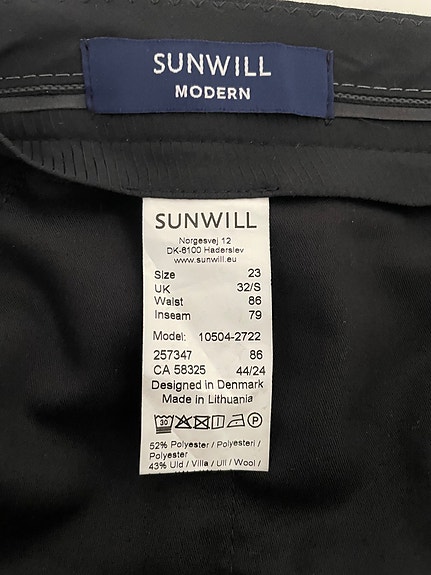 SUNWILL
MODERN
SUNWILL
Norgesvej 12
DK-6100 Haderslev
www.sunwill.eu
Size 23
UK 32/S
Waist 86
Inseam 79
Model: 10504-2722
257347 86
CA 58325 44/24
Designed in Denmark
Made in Lithuania
30 P
52% Polyester / Polyesteri /
Polyester
43% Uld / Villa / Ull / Wool /